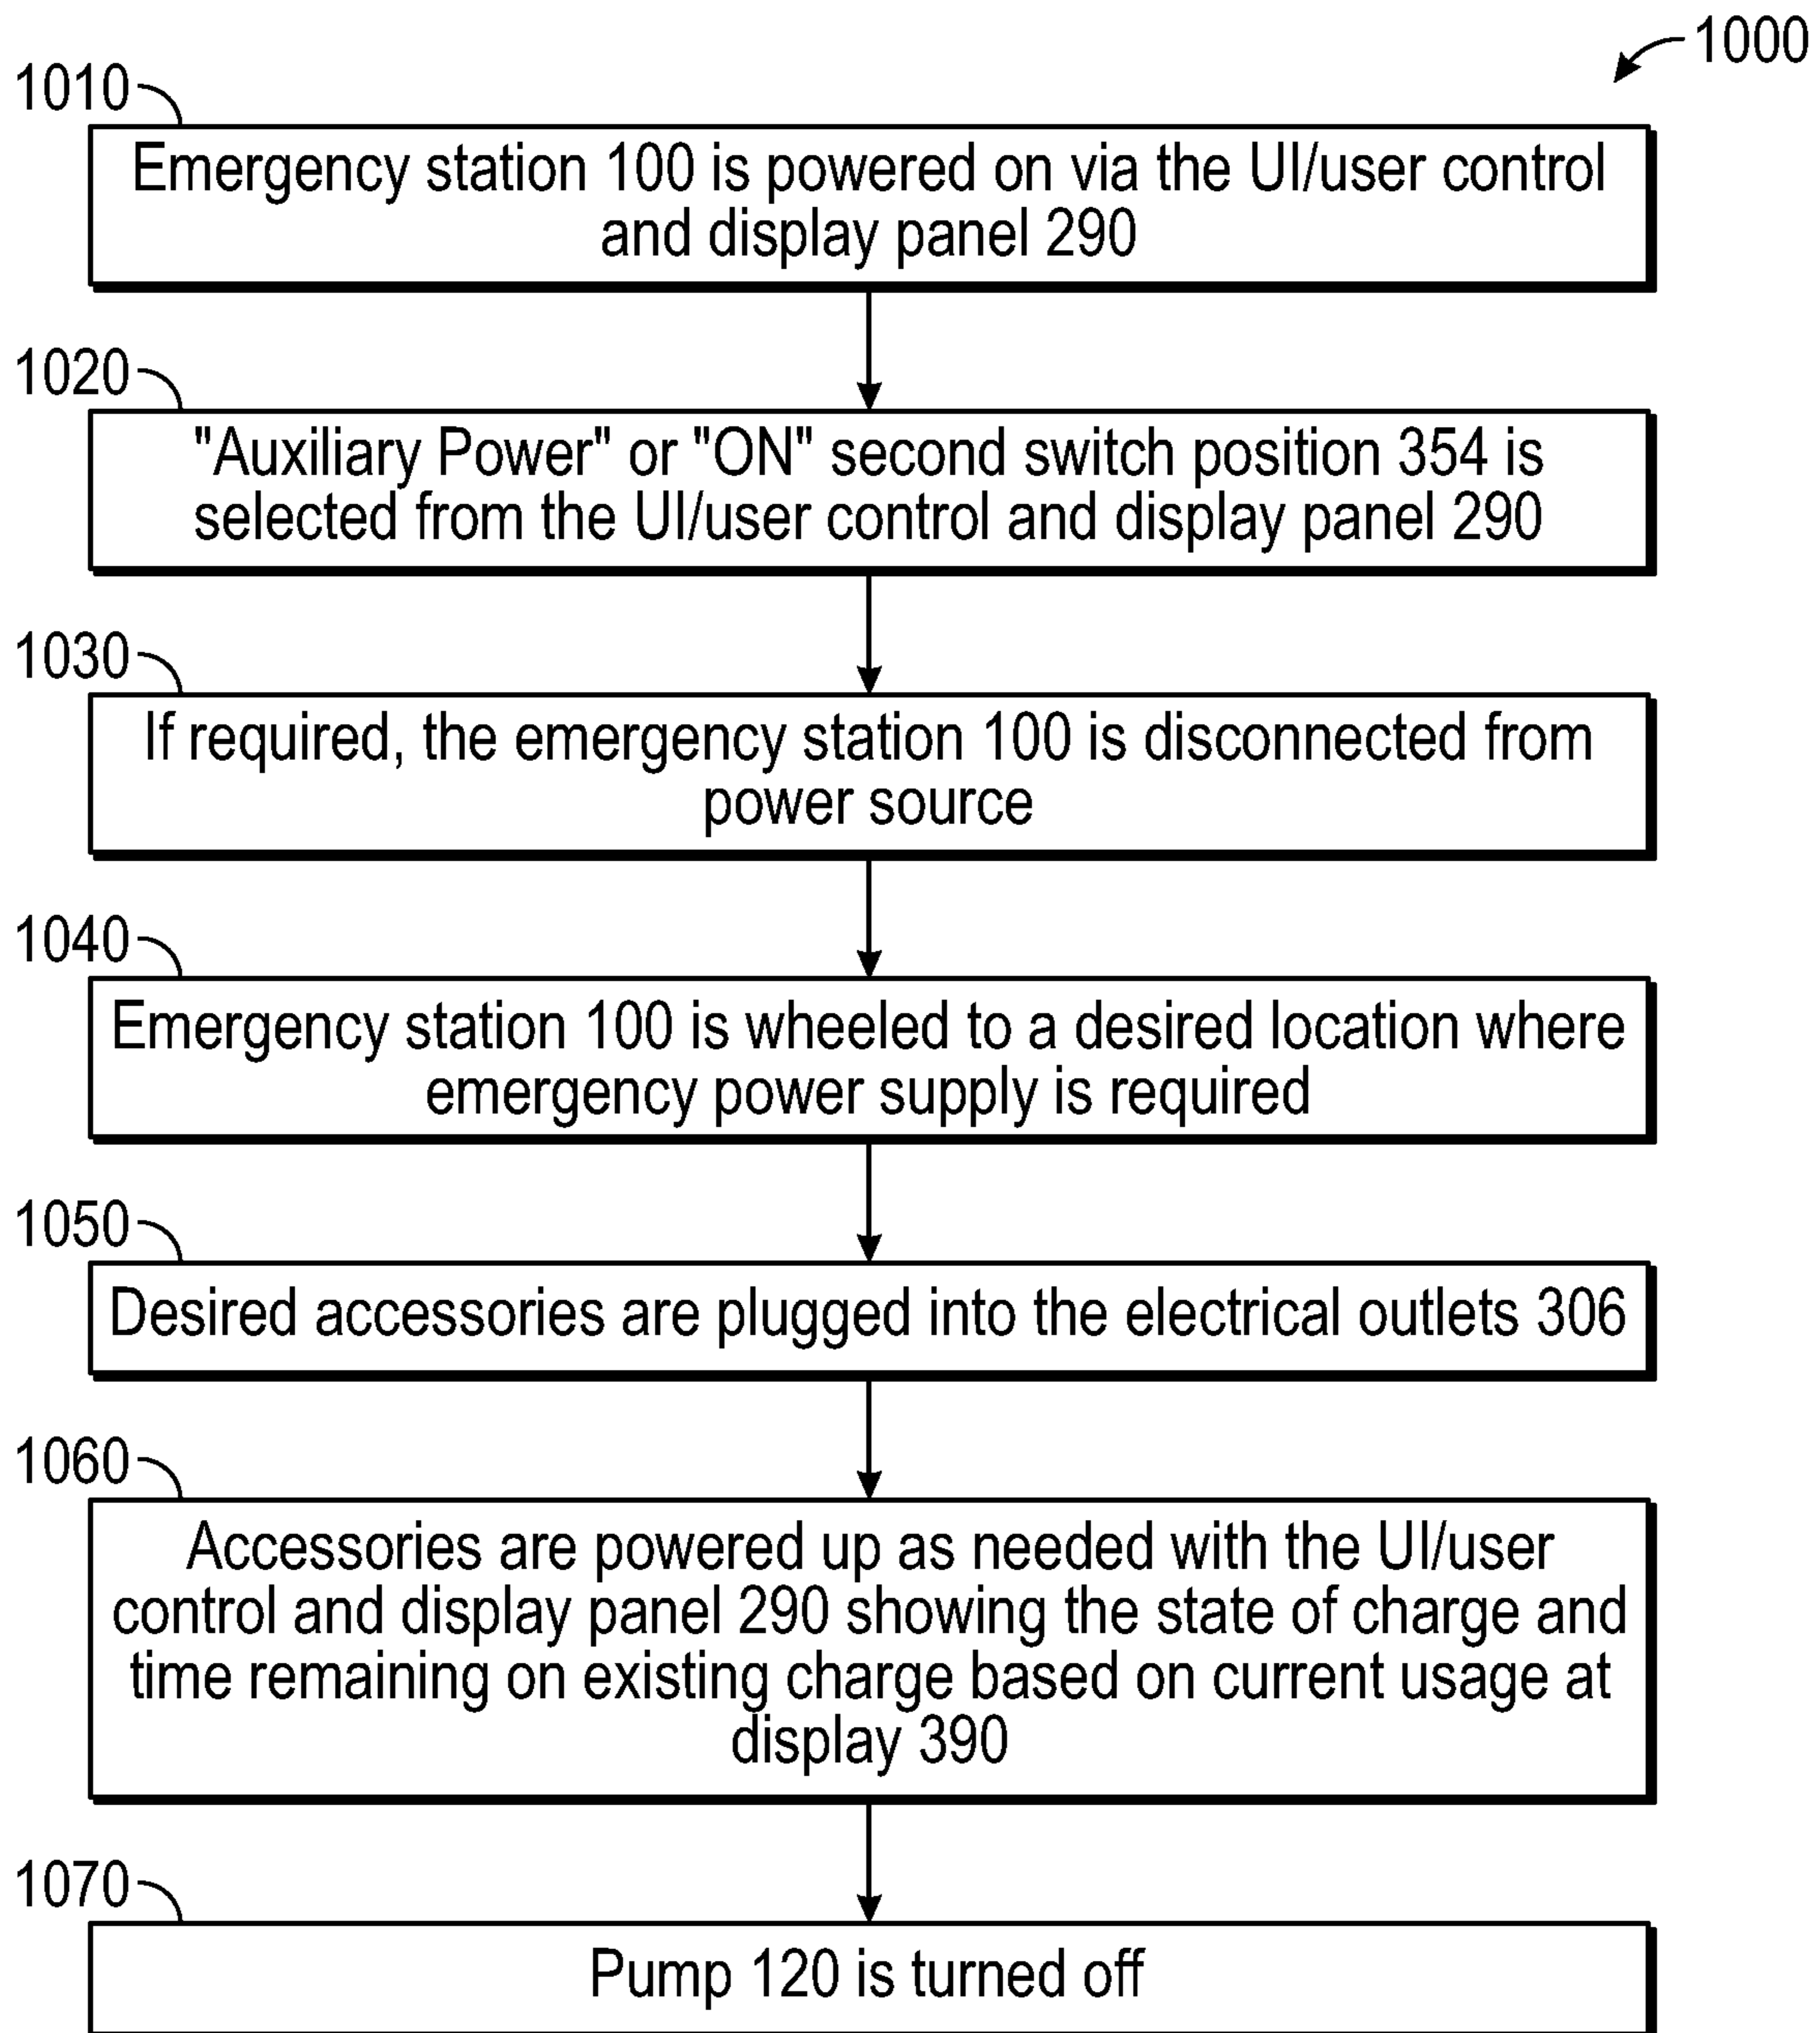 1000
1010
Emergency station 100 is powered on via the UI/user control
and display panel 290
1020
"Auxiliary Power" or "ON" second switch position 354 is
selected from the UI/user control and display panel 290
1030
If required, the emergency station 100 is disconnected from
power source
1040
Emergency station 100 is wheeled to a desired location where
emergency power supply is required
1050
Desired accessories are plugged into the electrical outlets 306
1060
Accessories are powered up as needed with the UI/user
control and display panel 290 showing the state of charge and
time remaining on existing charge based on current usage at
display 390
1070
Pump 120 is turned off